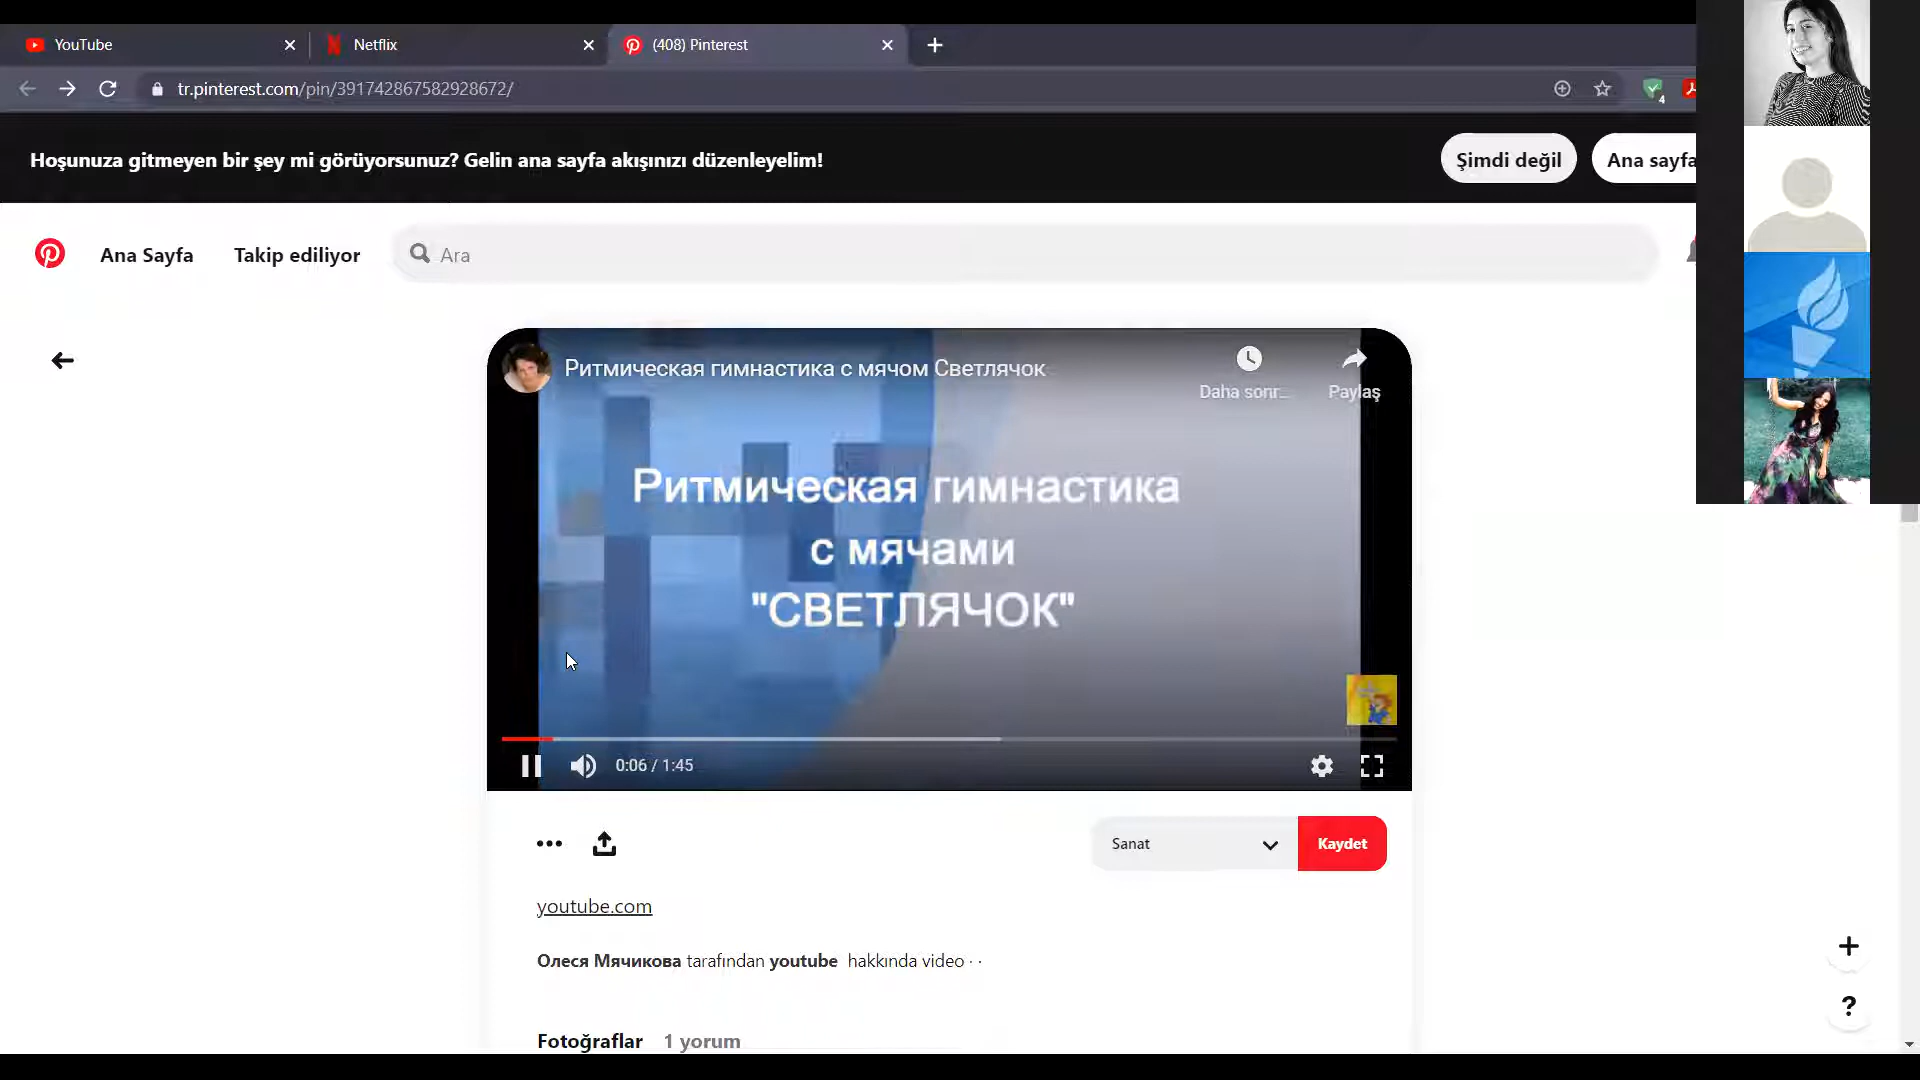 YouTube
Netflix
(408) Pinterest
tr.pinterest.com/pin/391742867582928672/
4
Hoşunuza gitmeyen bir şey mi görüyorsunuz? Gelin ana sayfa akışınızı düzenleyelim!
Şimdi değil
Ana sayfa
Ana Sayfa
Takip ediliyor
Ara
Ритмическая гимнастика с мячом Светлячок
Daha sonr...
Paylaş
Ритмическая гимнастика
с мячами
"СВЕТЛЯЧОК"
0:06 / 1:45
Sanat
Kaydet
youtube.com
Олеся Мячикова tarafından youtube hakkında video · ·
Fotoğraflar
1 yorum
?